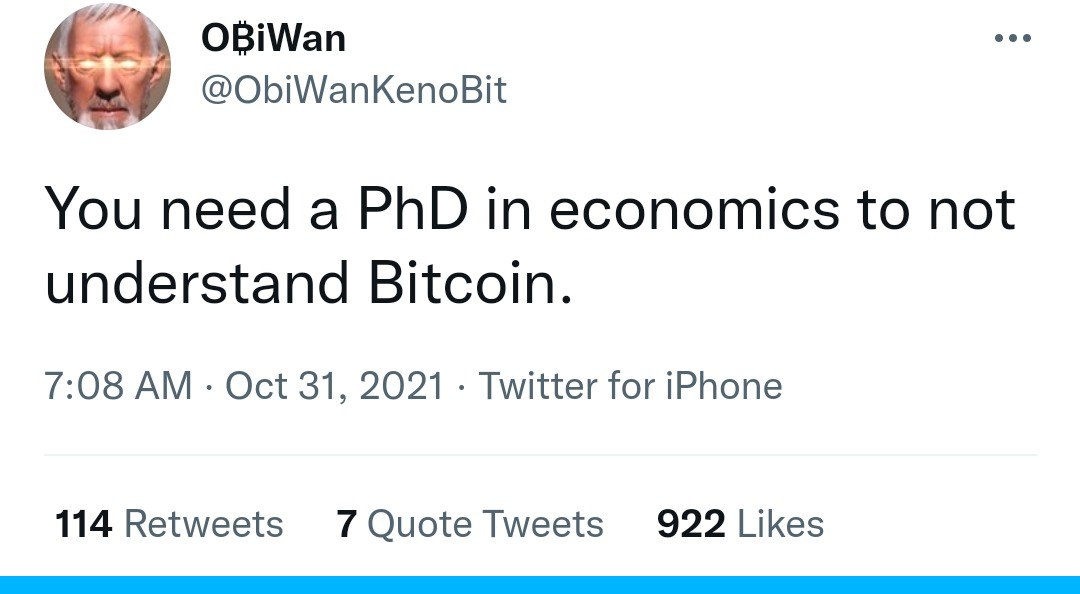 O₿iWan
@ObiWanKenoBit
You need a PhD in economics to not
understand Bitcoin.
7:08 AM · Oct 31, 2021 · Twitter for iPhone
114 Retweets 7 Quote Tweets 922 Likes